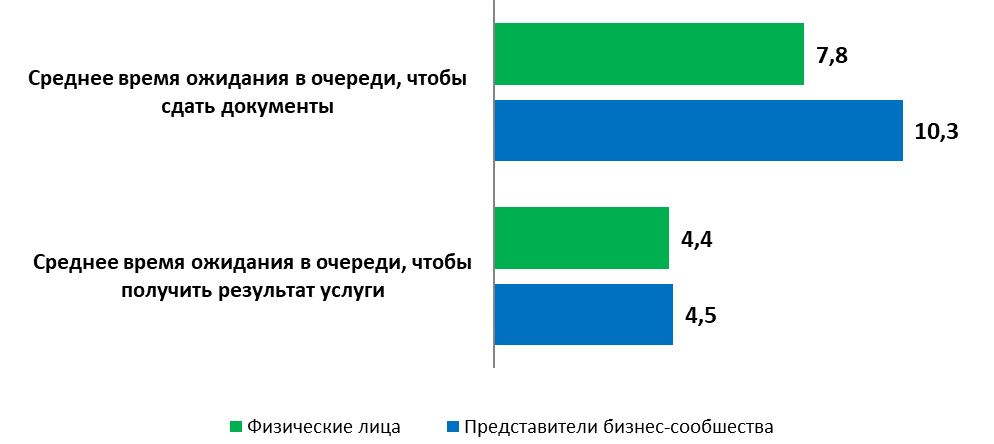 Среднее время ожидания в очереди, чтобы
сдать документы
7,8
10,3
Среднее время ожидания в очереди, чтобы
получить результат услуги
4,4
4,5
Физические лица
Представители бизнес-сообшества